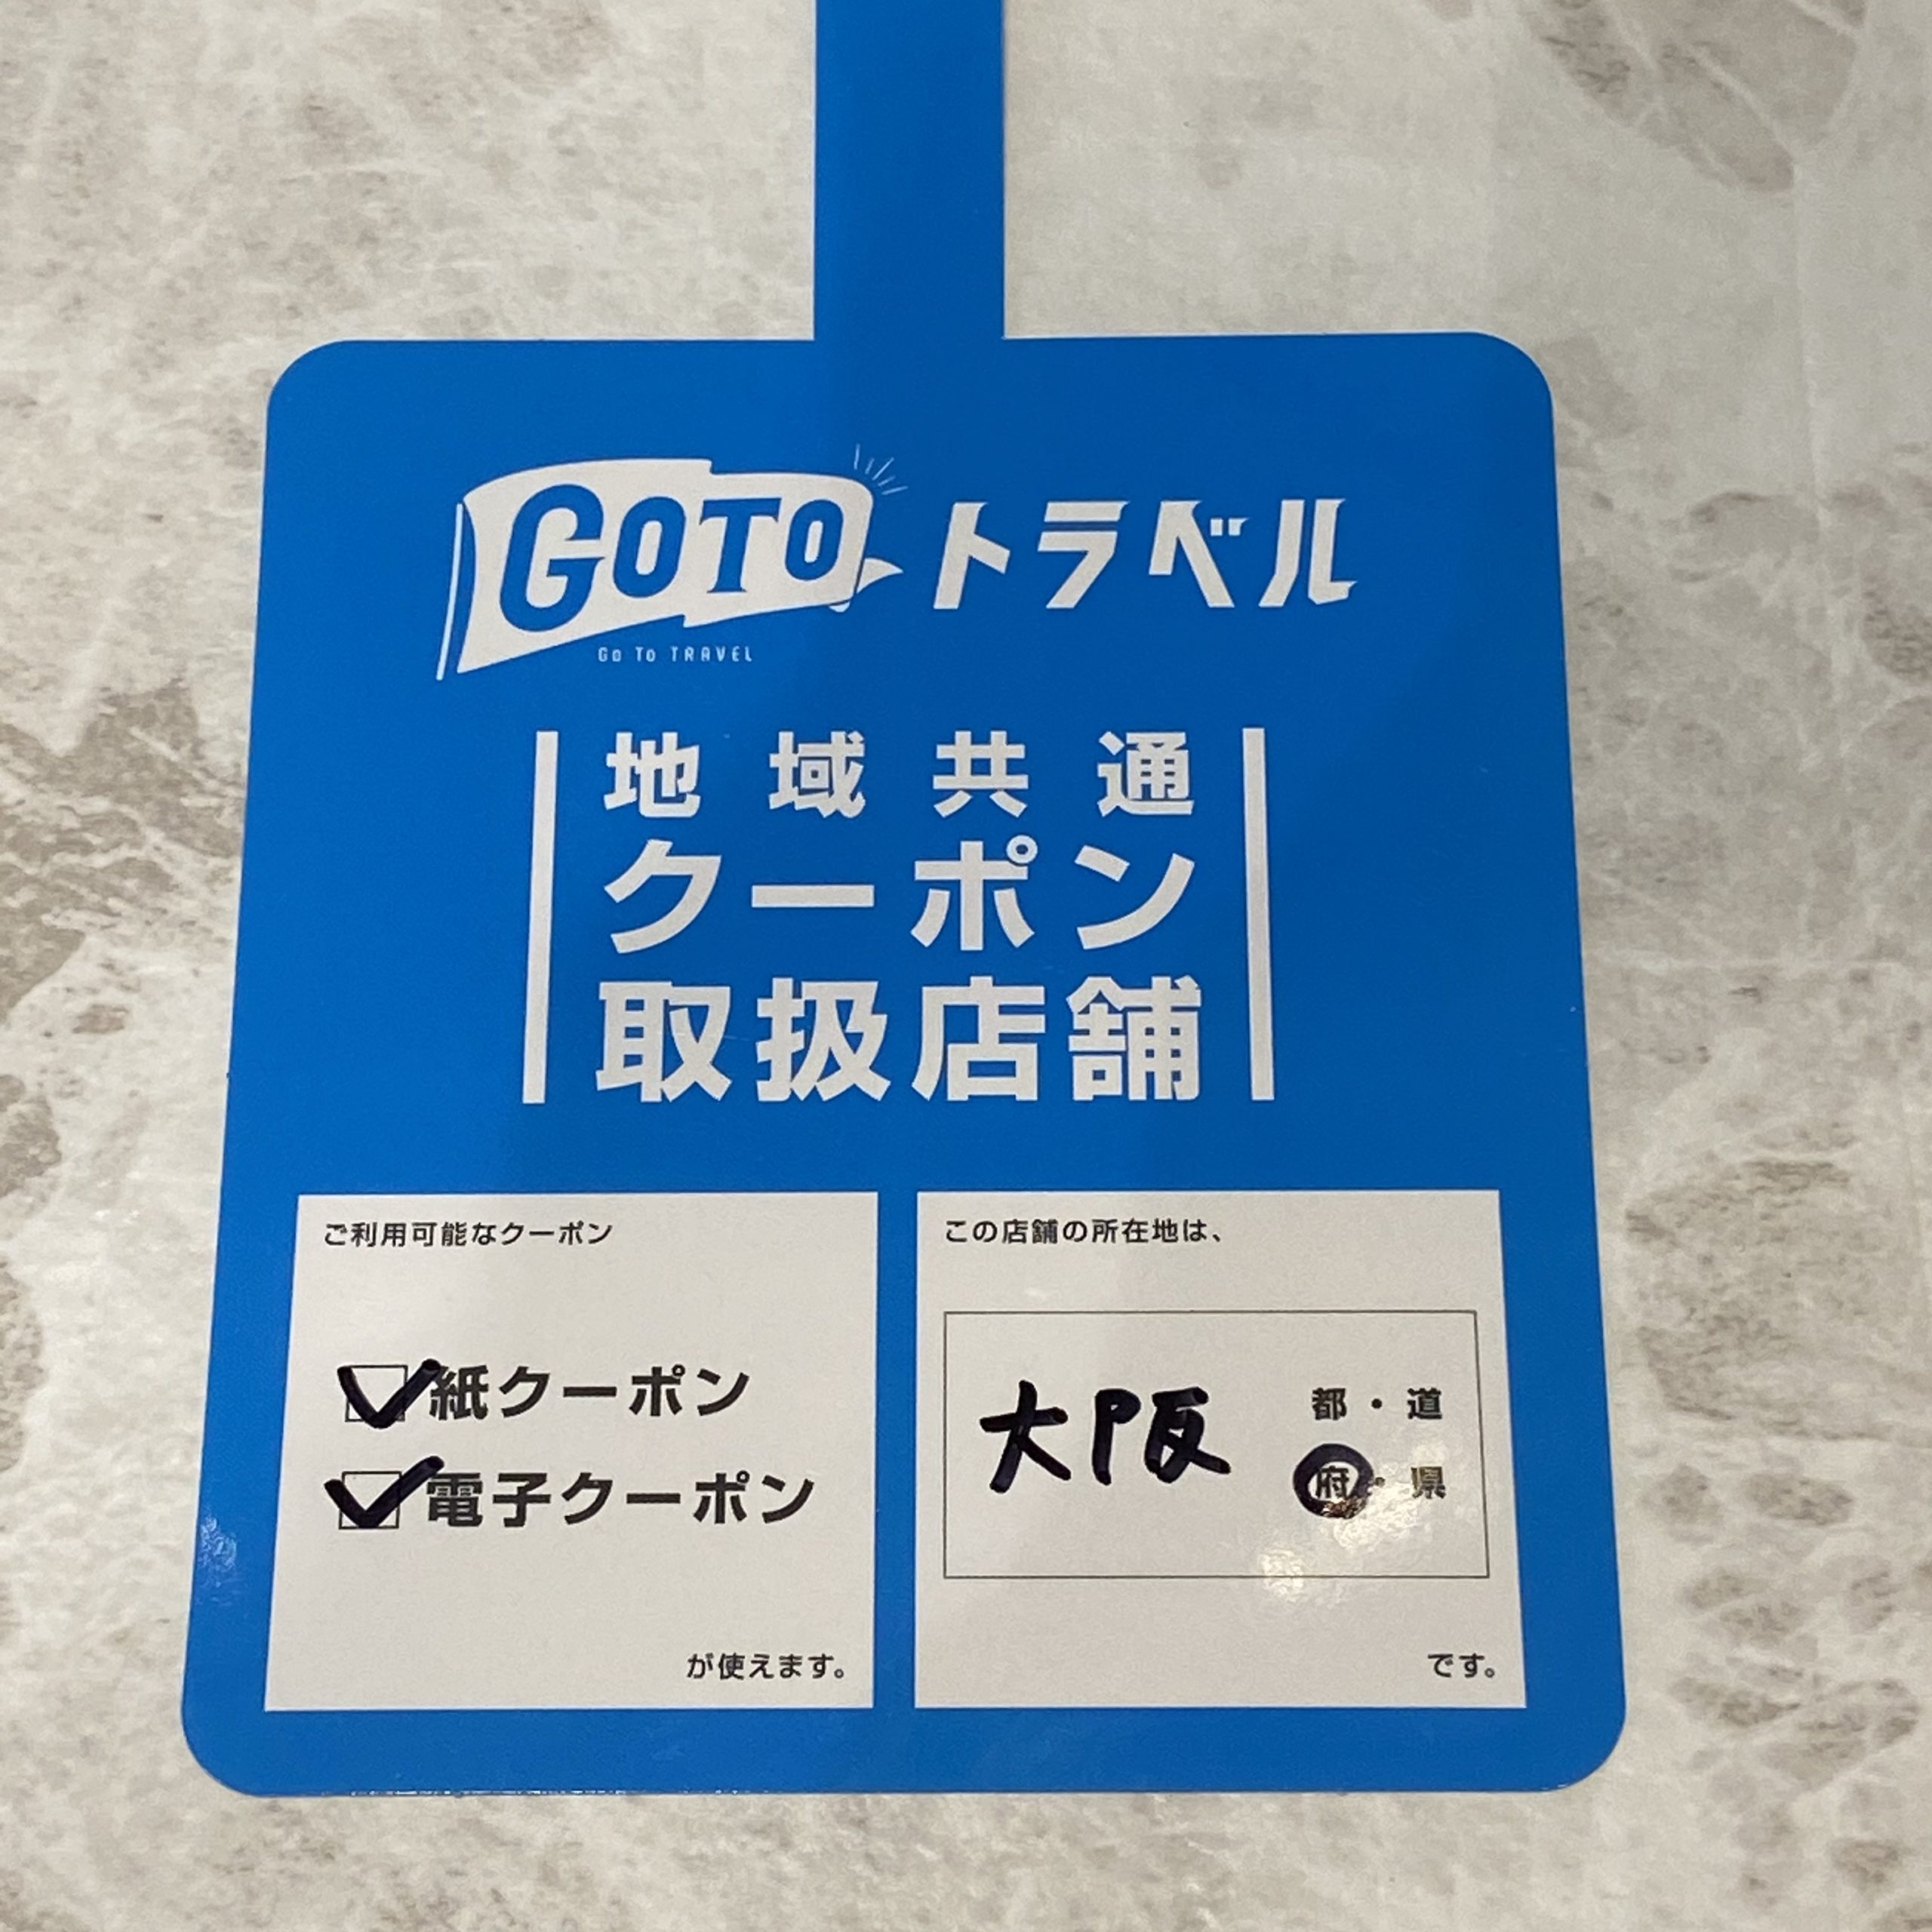 GOTO トラベル
Go To TRAVEL
地域共通
クーポン
取扱店舗
ご利用可能なクーポン
紙クーポン
電子クーポン
が使えます。
この店舗の所在地は、
大阪 都・道
府・県
です。